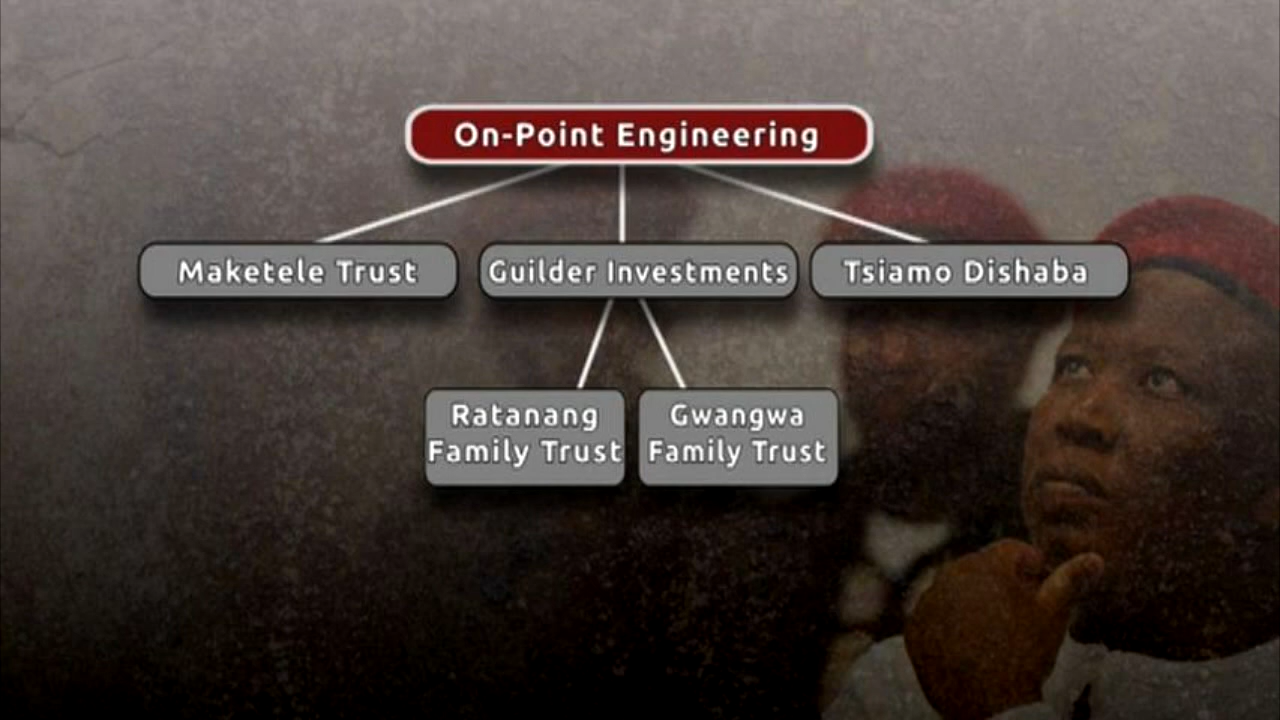 On-Point Engineering
Maketele Trust
Guilder Investments
Tsiamo Dishaba
Ratanang
Family Trust
Gwangwa
Family Trust